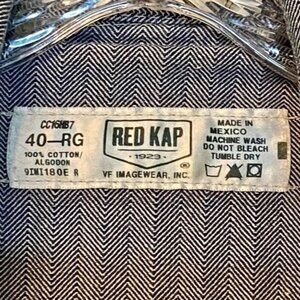 CC16HB7
40-RG
100% COTTON/
ALGODON
9IM1180E R
RED KAP
· 1923 ·
®
VF IMAGEWEAR, INC.
MADE IN
MEXICO
MACHINE WASH
DO NOT BLEACH
TUMBLE DRY